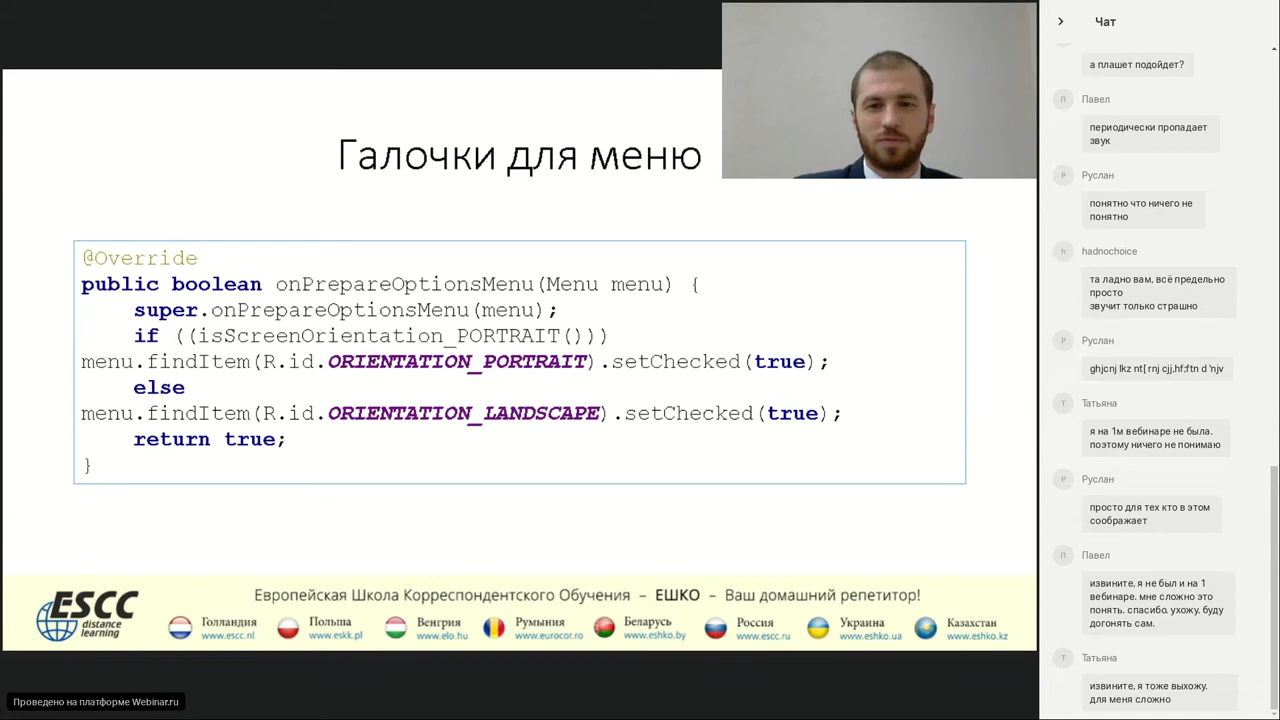 Галочки для меню
@Override
public boolean onPrepareOptionsMenu(Menu menu) {
super.onPrepareOptionsMenu(menu);
if ((isScreenOrientation_PORTRAIT()))
menu.findItem(R.id.ORIENTATION_PORTRAIT).setChecked(true);
else
menu.findItem(R.id.ORIENTATION_LANDSCAPE).setChecked(true);
return true;
}
ESCC
distance
learning
Европейская Школа Корреспондентского Обучения – ЕШКО – Ваш домашний репетитор!
Голландия
www.escc.nl
Польша
www.eskk.pl
Венгрия
www.elo.hu
Румыния
www.eurocor.ro
Беларусь
www.eshko.by
Россия
www.escc.ru
Украина
www.eshko.ua
Казахстан
www.eshko.kz
Проведено на платформе Webinar.ru
Чат
а плашет подойдет?
П
Павел
периодически пропадает
звук
Р
Руслан
понятно что ничего не
понятно
h
hadnochoice
та ладно вам, всё предельно
просто
звучит только страшно
Р
Руслан
ghjcnj lkz nt[ rnj cjj,hf;ftn d 'njv
Т
Татьяна
я на 1м вебинаре не была.
поэтому ничего не понимаю
Р
Руслан
просто для тех кто в этом
соображает
П
Павел
извините, я не был и на 1
вебинаре. мне сложно это
понять. спасибо. ухожу. буду
догонять сам.
Т
Татьяна
извините, я тоже выхожу.
для меня сложно